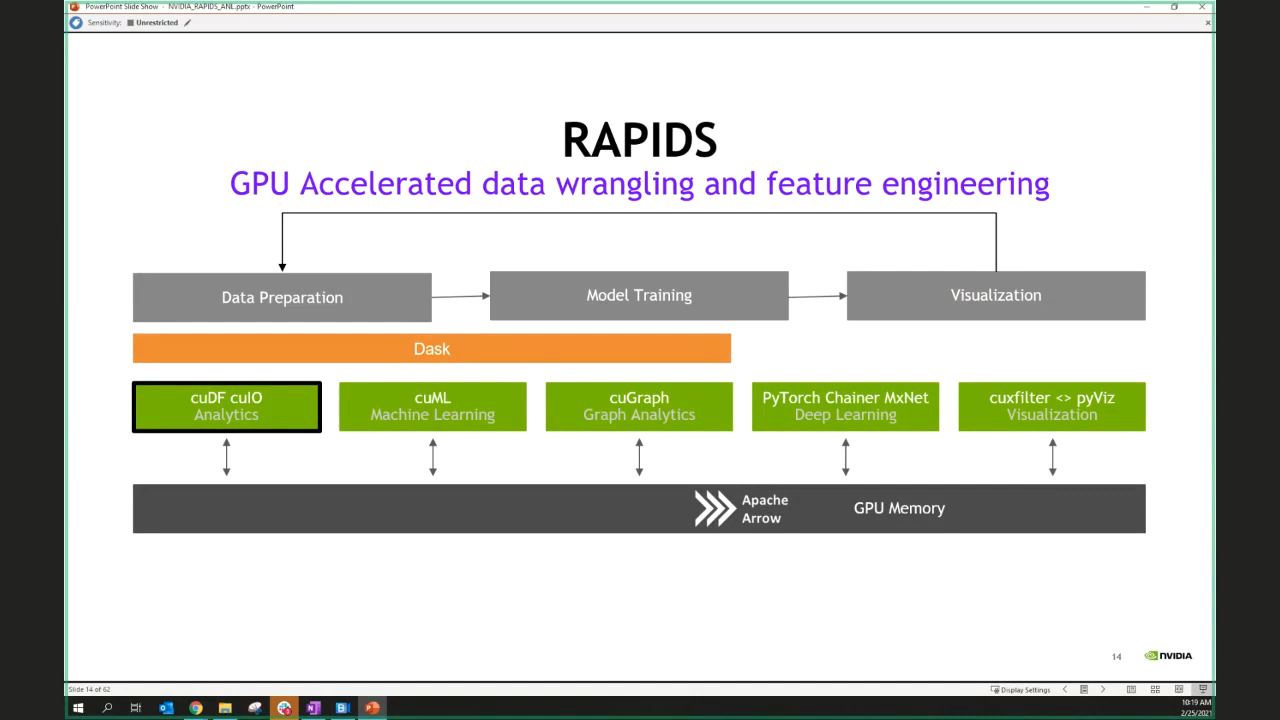 PowerPoint Slide Show - NVIDIA_RAPIDS_ANL.pptx - PowerPoint
Sensitivity: Unrestricted
RAPIDS
GPU Accelerated data wrangling and feature engineering
Data Preparation
Model Training
Visualization
Dask
cuDF cuIO
Analytics
cuML
Machine Learning
cuGraph
Graph Analytics
PyTorch Chainer MxNet
Deep Learning
cuxfilter <> pyViz
Visualization
Apache
Arrow
GPU Memory
14
NVIDIA
Slide 14 of 62
Display Settings
10:19 AM
2/25/2021